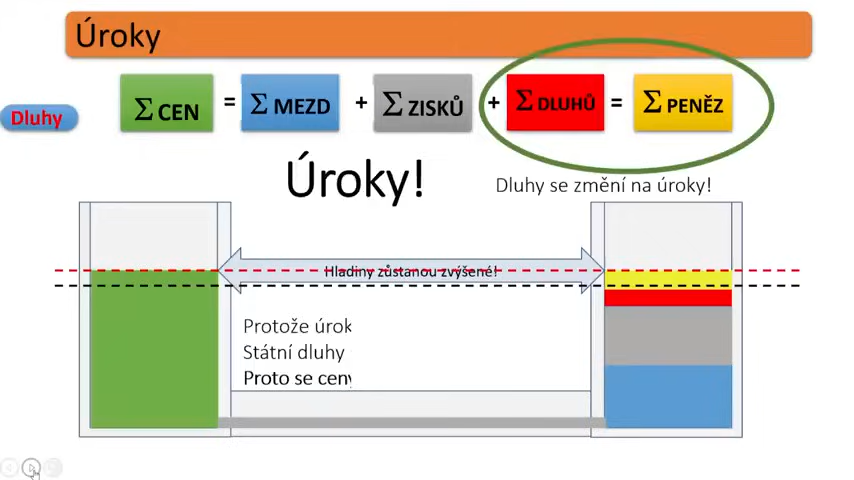 Úroky
Σ CEN = Σ MEZD + Σ ZISKŮ + Σ DLUHŮ = Σ PENĚZ
Dluhy
Úroky!
Dluhy se změní na úroky!
Hladiny zůstanou zvýšené!
Protože úrok
Státní dluhy
Proto se ceny